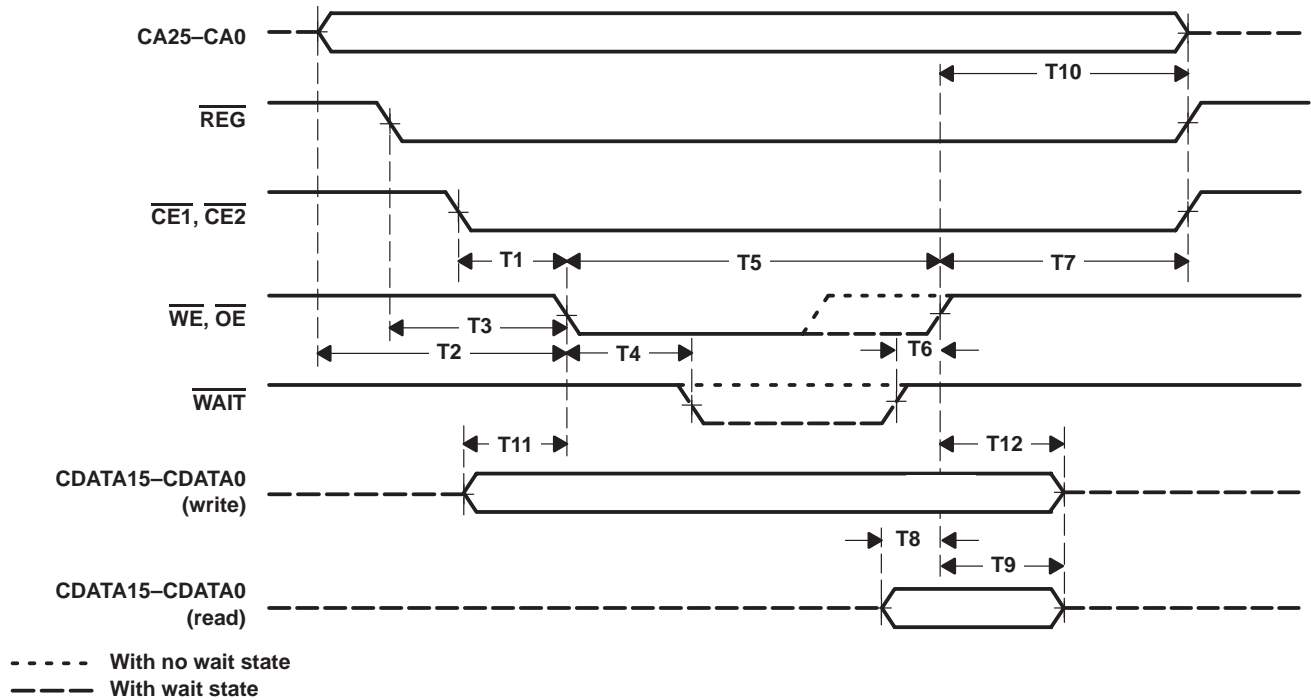 CA25–CA0
T10
REG
CE1, CE2
T1
T5
T7
WE, OE
T3
T2
T4
T6
WAIT
T11
T12
CDATA15–CDATA0
(write)
T8
T9
CDATA15–CDATA0
(read)
With no wait state
With wait state